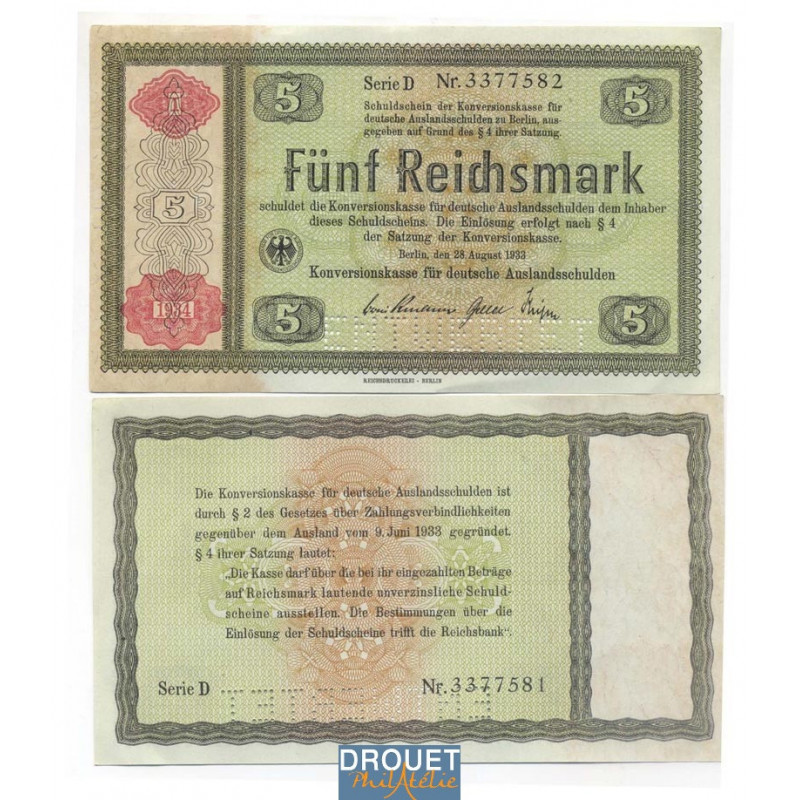 5
Serie D Nr. 3377582
5
Schuldschein der Konversionskasse für
deutsche Auslandsschulden zu Berlin, aus-
gegeben auf Grund des § 4 ihrer Satzung.
Fünf Reichsmark
5
schuldet die Konversionskasse für deutsche Auslandsschulden dem Inhaber
dieses Schuldscheins. Die Einlösung erfolgt nach § 4
der Satzung der Konversionskasse.
Berlin, den 28. August 1933
Konversionskasse für deutsche Auslandsschulden
1934
5
5
REICHSDRUCKEREI · BERLIN
Die Konversionskasse für deutsche Auslandsschulden ist
durch § 2 des Gesetzes über Zahlungsverbindlichkeiten
gegenüber dem Ausland vom 9. Juni 1933 gegründet.
§ 4 ihrer Satzung lautet:
„Die Kasse darf über die bei ihr eingezahlten Beträge
auf Reichsmark lautende unverzinsliche Schuld-
scheine ausstellen. Die Bestimmungen über die
Einlösung der Schuldscheine trifft die Reichsbank“.
Serie D Nr. 3377581
DROUET
Philatélie